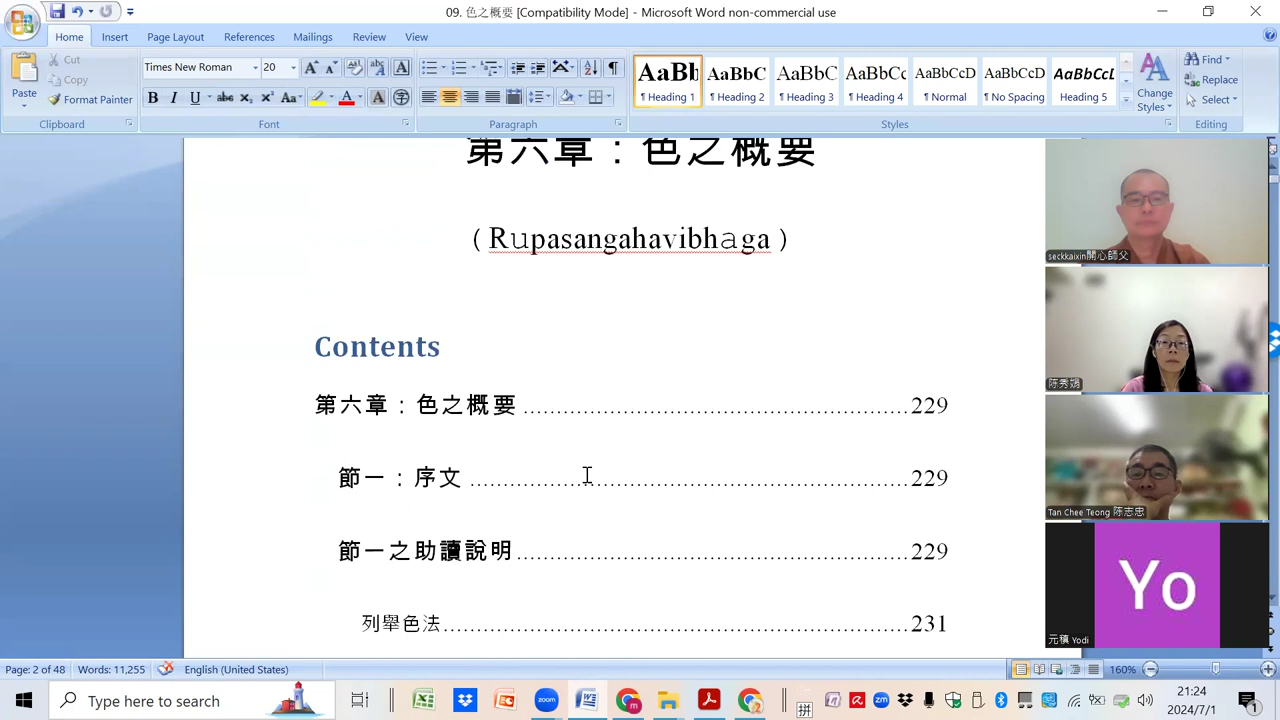 09. 色之概要 [Compatibility Mode] - Microsoft Word non-commercial use
Home Insert Page Layout References Mailings Review View
Paste
Cut
Copy
Format Painter
Clipboard
Times New Roman 20
B I U abc X₂ X² Aa A A
Font
Paragraph
AaBb AaBbC AaBbC AaBbCc AaBbCcD AaBbCcD AaBbCcL
¶ Heading 1 ¶ Heading 2 ¶ Heading 3 ¶ Heading 4 ¶ Normal ¶ No Spacing Heading 5
Change Styles
Styles
Find
Replace
Select
Editing
第六章：色之概要
（Rupasangahavibhaga）
Contents
第六章：色之概要 229
節一：序文 229
節一之助讀說明 229
列舉色法 231
seckkaixin開心師父
陈秀娟
Tan Chee Teong 陈志忠
Yo
元稹 Yodi
Page: 2 of 48 Words: 11,255 English (United States) 160%
Type here to search
拼
21:24
2024/7/1